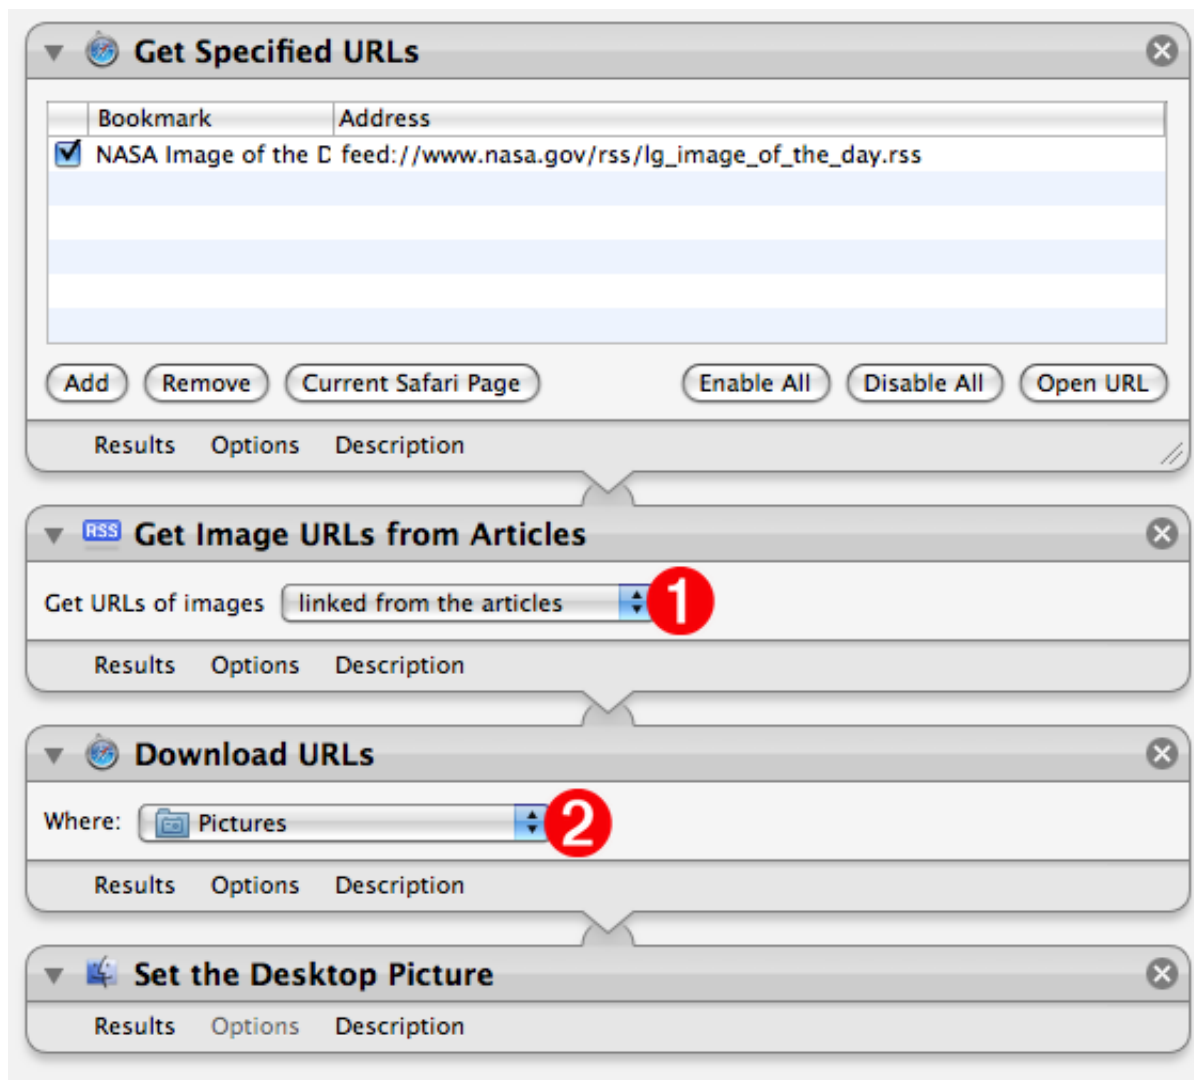 Get Specified URLs
Bookmark Address
NASA Image of the D feed://www.nasa.gov/rss/lg_image_of_the_day.rss
Add Remove Current Safari Page Enable All Disable All Open URL
Results Options Description
RSS Get Image URLs from Articles
Get URLs of images linked from the articles 1
Results Options Description
Download URLs
Where: Pictures 2
Results Options Description
Set the Desktop Picture
Results Options Description